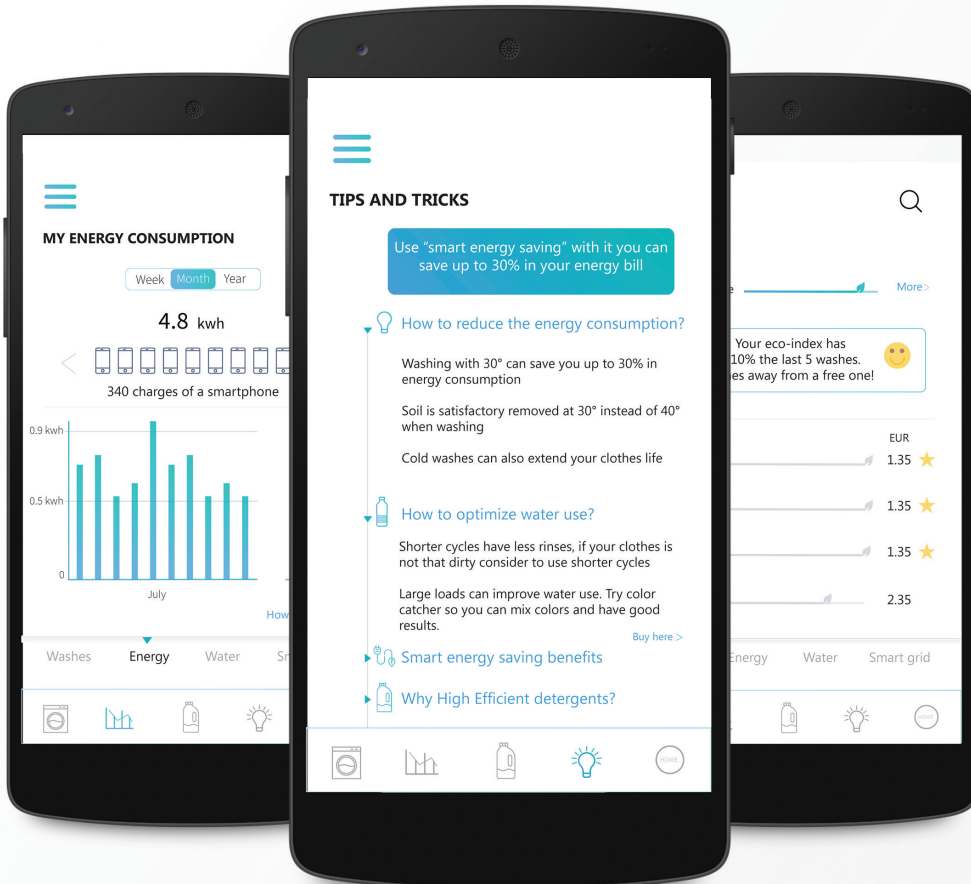 MY ENERGY CONSUMPTION
Week Month Year
4.8 kwh
340 charges of a smartphone
0.9 kwh
0.5 kwh
0
July
How
Washes Energy Water
TIPS AND TRICKS
Use “smart energy saving” with it you can
save up to 30% in your energy bill
How to reduce the energy consumption?
Washing with 30° can save you up to 30% in
energy consumption
Soil is satisfactory removed at 30° instead of 40°
when washing
Cold washes can also extend your clothes life
How to optimize water use?
Shorter cycles have less rinses, if your clothes is
not that dirty consider to use shorter cycles
Large loads can improve water use. Try color
catcher so you can mix colors and have good
results.
Buy here >
Smart energy saving benefits
Why High Efficient detergents?
HOME
More >
Your eco-index has
10% the last 5 washes.
away from a free one!
EUR
1.35
1.35
1.35
2.35
Energy Water Smart grid
HOME